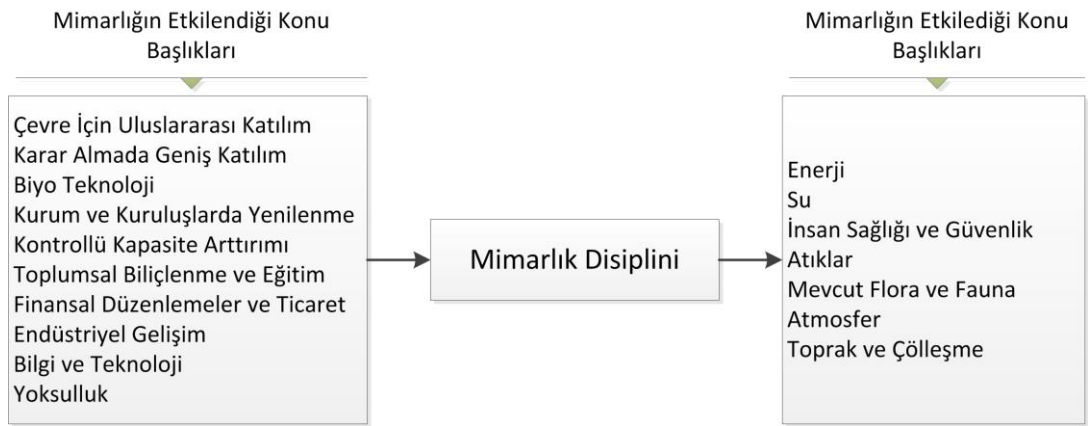 Mimarlığın Etkilendiği Konu
Başlıkları
Çevre İçin Uluslararası Katılım
Karar Almada Geniş Katılım
Biyo Teknoloji
Kurum ve Kuruluşlarda Yenilenme
Kontrollü Kapasite Arttırımı
Toplumsal Biliçlenme ve Eğitim
Finansal Düzenlemeler ve Ticaret
Endüstriyel Gelişim
Bilgi ve Teknoloji
Yoksulluk
Mimarlık Disiplini
Mimarlığın Etkilediği Konu
Başlıkları
Enerji
Su
İnsan Sağlığı ve Güvenlik
Atıklar
Mevcut Flora ve Fauna
Atmosfer
Toprak ve Çölleşme